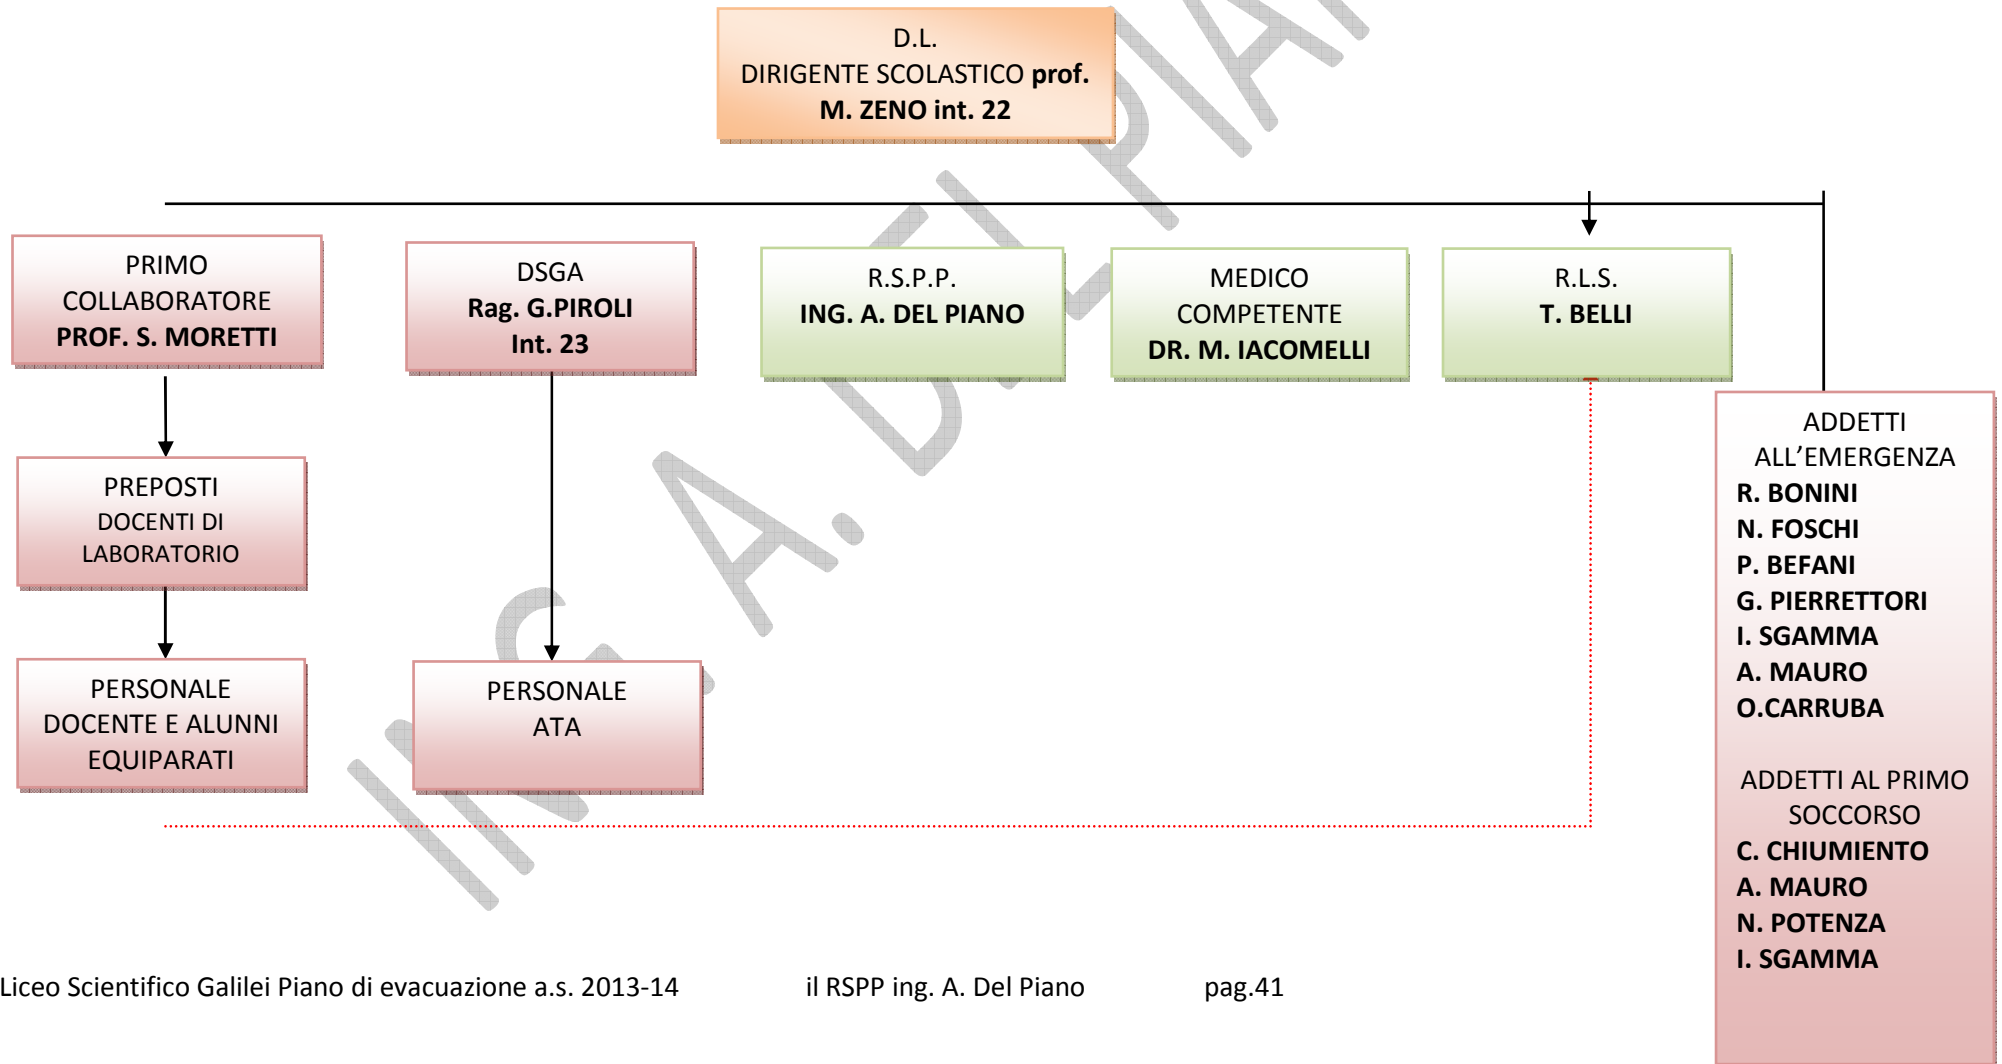 D.L.
DIRIGENTE SCOLASTICO prof.
M. ZENO int. 22
PRIMO
COLLABORATORE
PROF. S. MORETTI
DSGA
Rag. G.PIROLI
Int. 23
R.S.P.P.
ING. A. DEL PIANO
MEDICO
COMPETENTE
DR. M. IACOMELLI
R.L.S.
T. BELLI
PREPOSTI
DOCENTI DI
LABORATORIO
PERSONALE
DOCENTE E ALUNNI
EQUIPARATI
PERSONALE
ATA
ADDETTI
ALL’EMERGENZA
R. BONINI
N. FOSCHI
P. BEFANI
G. PIERRETTORI
I. SGAMMA
A. MAURO
O.CARRUBA
ADDETTI AL PRIMO
SOCCORSO
C. CHIUMIENTO
A. MAURO
N. POTENZA
I. SGAMMA
ING. A. DEL PIA
Liceo Scientifico Galilei Piano di evacuazione a.s. 2013-14 il RSPP ing. A. Del Piano pag.41